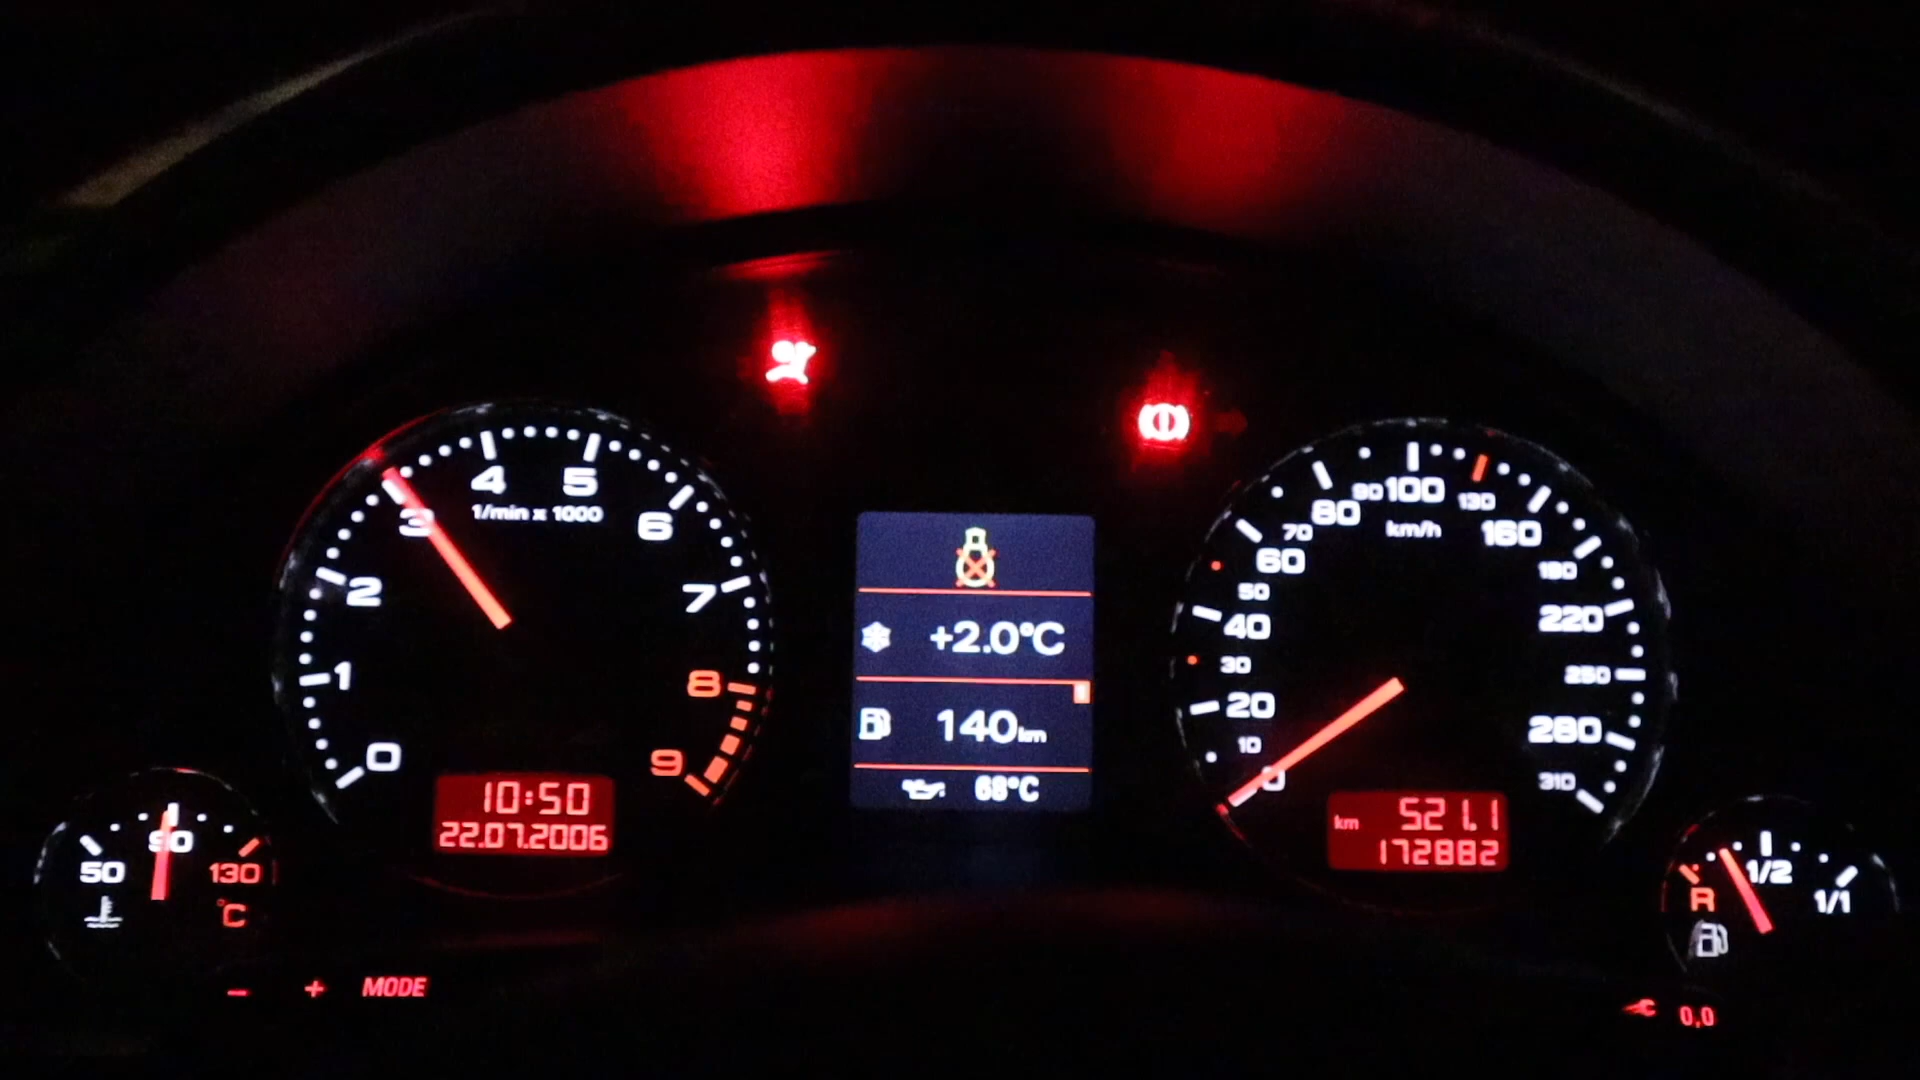 4 5
1/min x 1000
3 6
2 7
1 8
0 9
10:50
22.07.2006
50 90 130
°C
- + MODE
+2.0°C
140km
68°C
80 90 100 130
km/h
70 160
60 190
50 220
40
30 250
20 280
10 310
0
km 521.1
172882
R 1/2 1/1
0,0